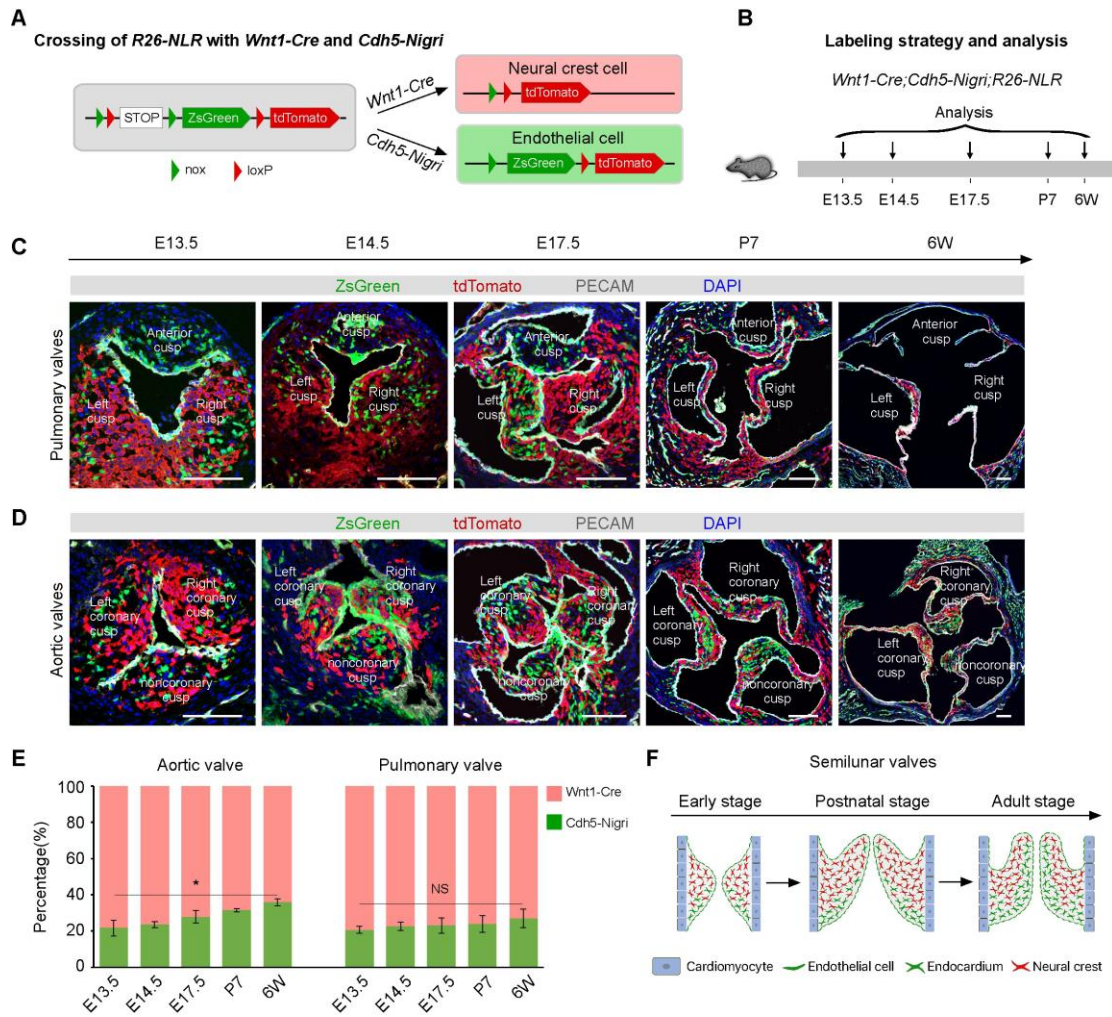 A
Crossing of R26-NLR with Wnt1-Cre and Cdh5-Nigri
STOP
ZsGreen
tdTomato
nox
loxP
Wnt1-Cre
Cdh5-Nigri
Neural crest cell
tdTomato
Endothelial cell
ZsGreen
tdTomato
B
Labeling strategy and analysis
Wnt1-Cre;Cdh5-Nigri;R26-NLR
Analysis
E13.5 E14.5 E17.5 P7 6W
C
E13.5 E14.5 E17.5 P7 6W
ZsGreen tdTomato PECAM DAPI
Pulmonary valves
Anterior
cusp
Left
cusp
Right
cusp
Anterior
cusp
Left
cusp
Right
cusp
Anterior
cusp
Left
cusp
Right
cusp
Anterior
cusp
Left
cusp
Right
cusp
Anterior
cusp
Left
cusp
Right
cusp
D
ZsGreen tdTomato PECAM DAPI
Aortic valves
Left
coronary
cusp
Right
coronary
cusp
noncoronary
cusp
Left
coronary
cusp
Right
coronary
cusp
noncoronary
cusp
Left
coronary
cusp
Right
coronary
cusp
noncoronary
cusp
Right
coronary
cusp
Left
coronary
cusp
noncoronary
cusp
Right
coronary
cusp
Left
coronary
cusp
noncoronary
cusp
E
Aortic valve
Pulmonary valve
Percentage(%)
100
80
60
40
20
0
*
NS
E13.5 E14.5 E17.5 P7 6W
E13.5 E14.5 E17.5 P7 6W
Wnt1-Cre
Cdh5-Nigri
F
Semilunar valves
Early stage Postnatal stage Adult stage
Cardiomyocyte Endothelial cell Endocardium Neural crest